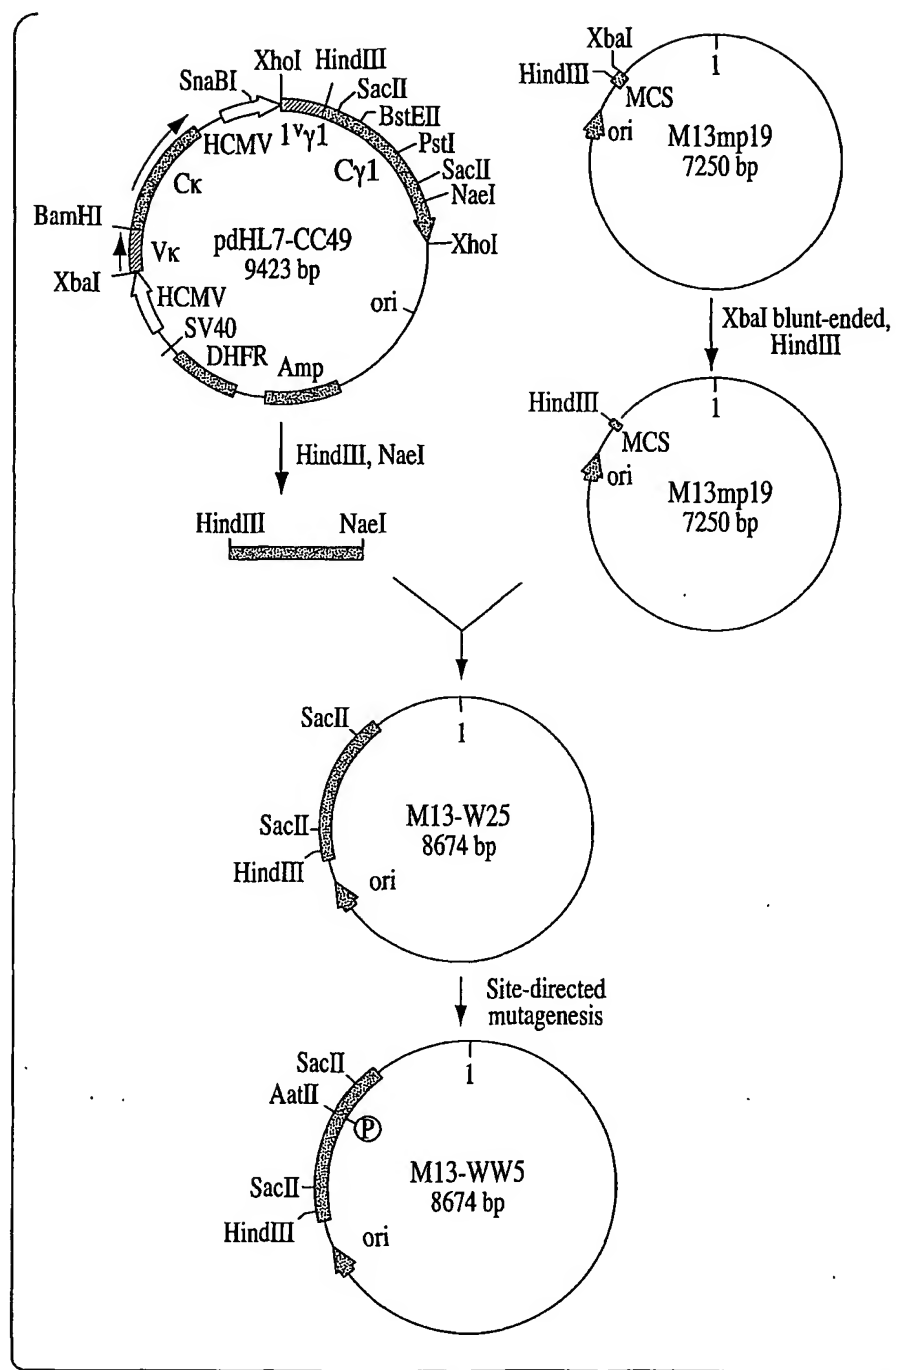 XhoI
HindIII
SnaBI
SacII
BstEII
HCMV
1ᵛγ1
PstI
Cγ1
SacII
Cκ
NaeI
BamHI
Vκ
pdHL7-CC49
9423 bp
XhoI
XbaI
HCMV
ori
SV40
DHFR
Amp
HindIII, NaeI
HindIII
NaeI
XbaI
1
HindIII
MCS
ori
M13mp19
7250 bp
XbaI blunt-ended,
HindIII
HindIII
1
MCS
ori
M13mp19
7250 bp
SacII
1
M13-W25
8674 bp
SacII
HindIII
ori
Site-directed
mutagenesis
SacII
1
AatII
P
M13-WW5
8674 bp
SacII
HindIII
ori